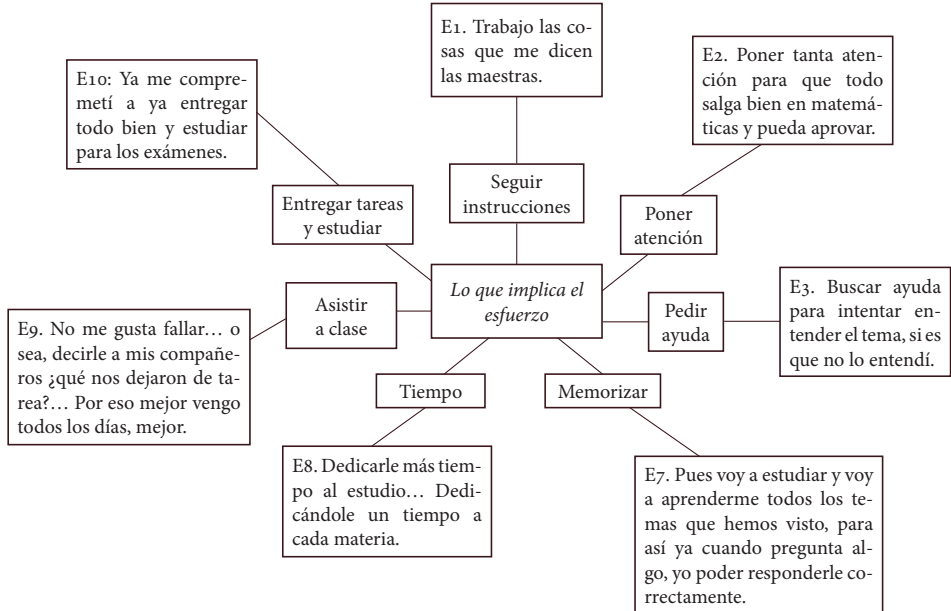 E1. Trabajo las co-
sas que me dicen
las maestras.
E10: Ya me compre-
metí a ya entregar
todo bien y estudiar
para los exámenes.
E2. Poner tanta aten-
ción para que todo
salga bien en matemá-
ticas y pueda aprovar.
Seguir
instrucciones
Entregar tareas
y estudiar
Poner
atención
Lo que implica el
esfuerzo
Asistir
a clase
Pedir
ayuda
E3. Buscar ayuda
para intentar en-
tender el tema, si es
que no lo entendí.
E9. No me gusta fallar… o
sea, decirle a mis compañe-
ros ¿qué nos dejaron de ta-
rea?… Por eso mejor vengo
todos los días, mejor.
Tiempo
Memorizar
E8. Dedicarle más tiem-
po al estudio… Dedi-
cándole un tiempo a
cada materia.
E7. Pues voy a estudiar y voy
a aprenderme todos los te-
mas que hemos visto, para
así ya cuando pregunta al-
go, yo poder responderle co-
rrectamente.